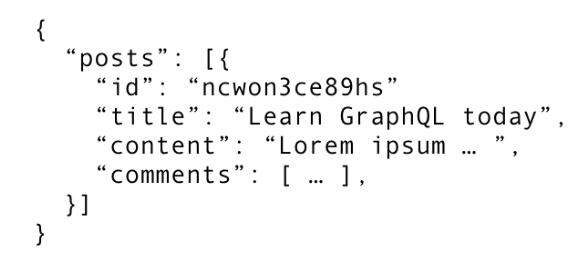 {
  “posts”: [{
    “id”: “ncwon3ce89hs”
    “title”: “Learn GraphQL today”,
    “content”: “Lorem ipsum … ”,
    “comments”: [ … ],
  }]
}